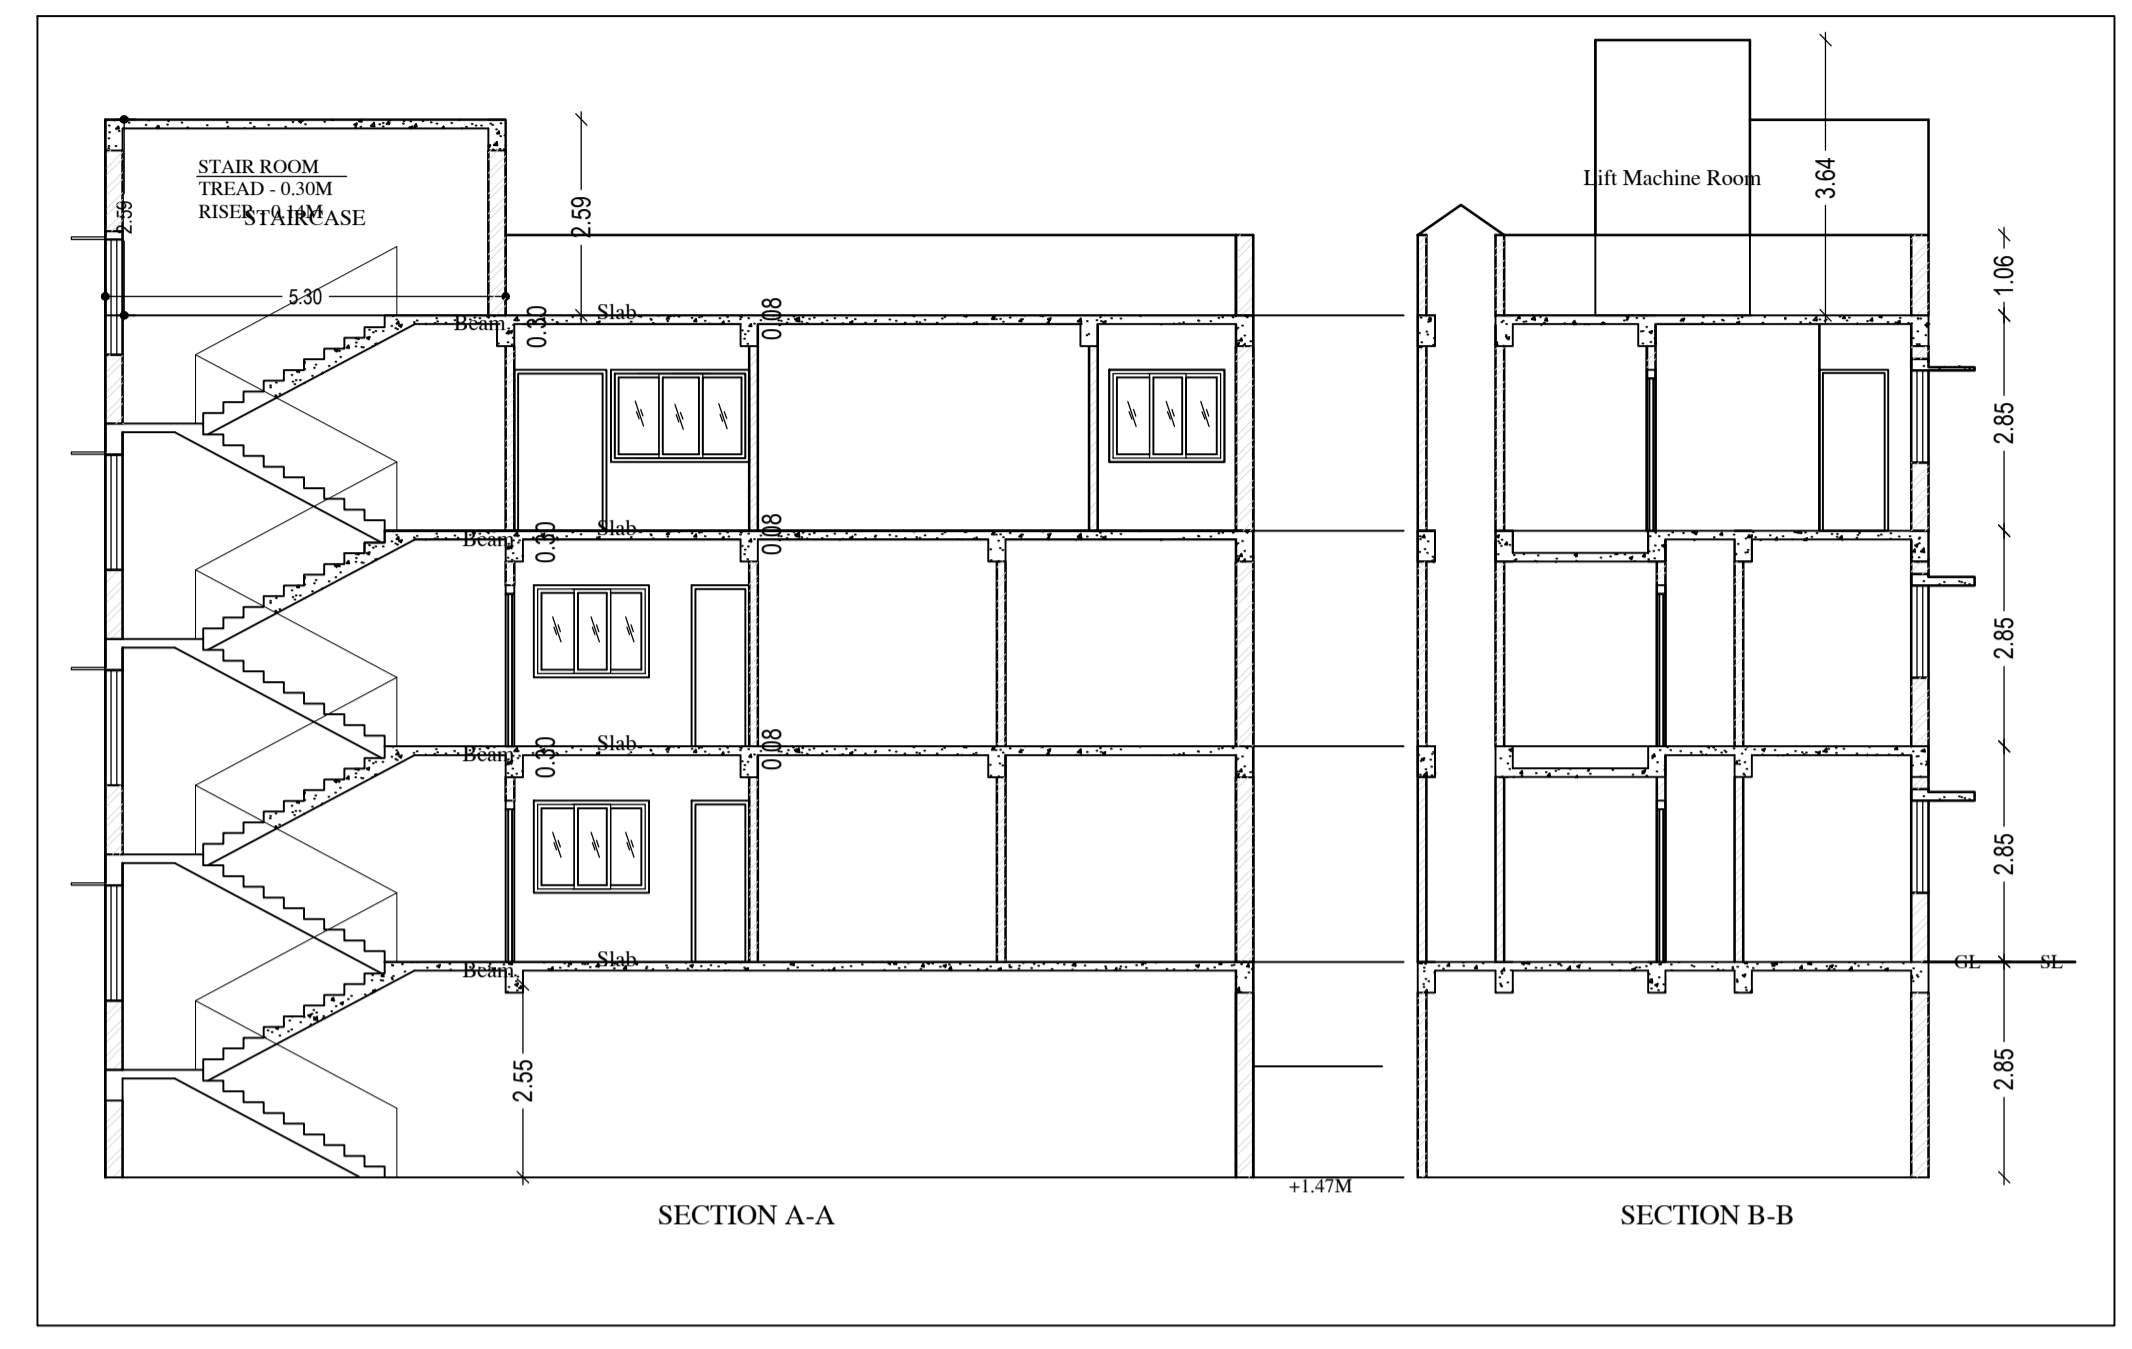 STAIR ROOM
TREAD - 0.30M
RISER - 0.14M
STAIRCASE
2.59
2.59
5.30
Lift Machine Room
3.64
1.06
Beam
0.30
Slab
0.08
2.85
Beam
0.30
Slab
0.08
2.85
Beam
0.30
Slab
0.08
2.85
Beam
Slab
GL
SL
2.55
2.85
+1.47M
SECTION A-A
SECTION B-B